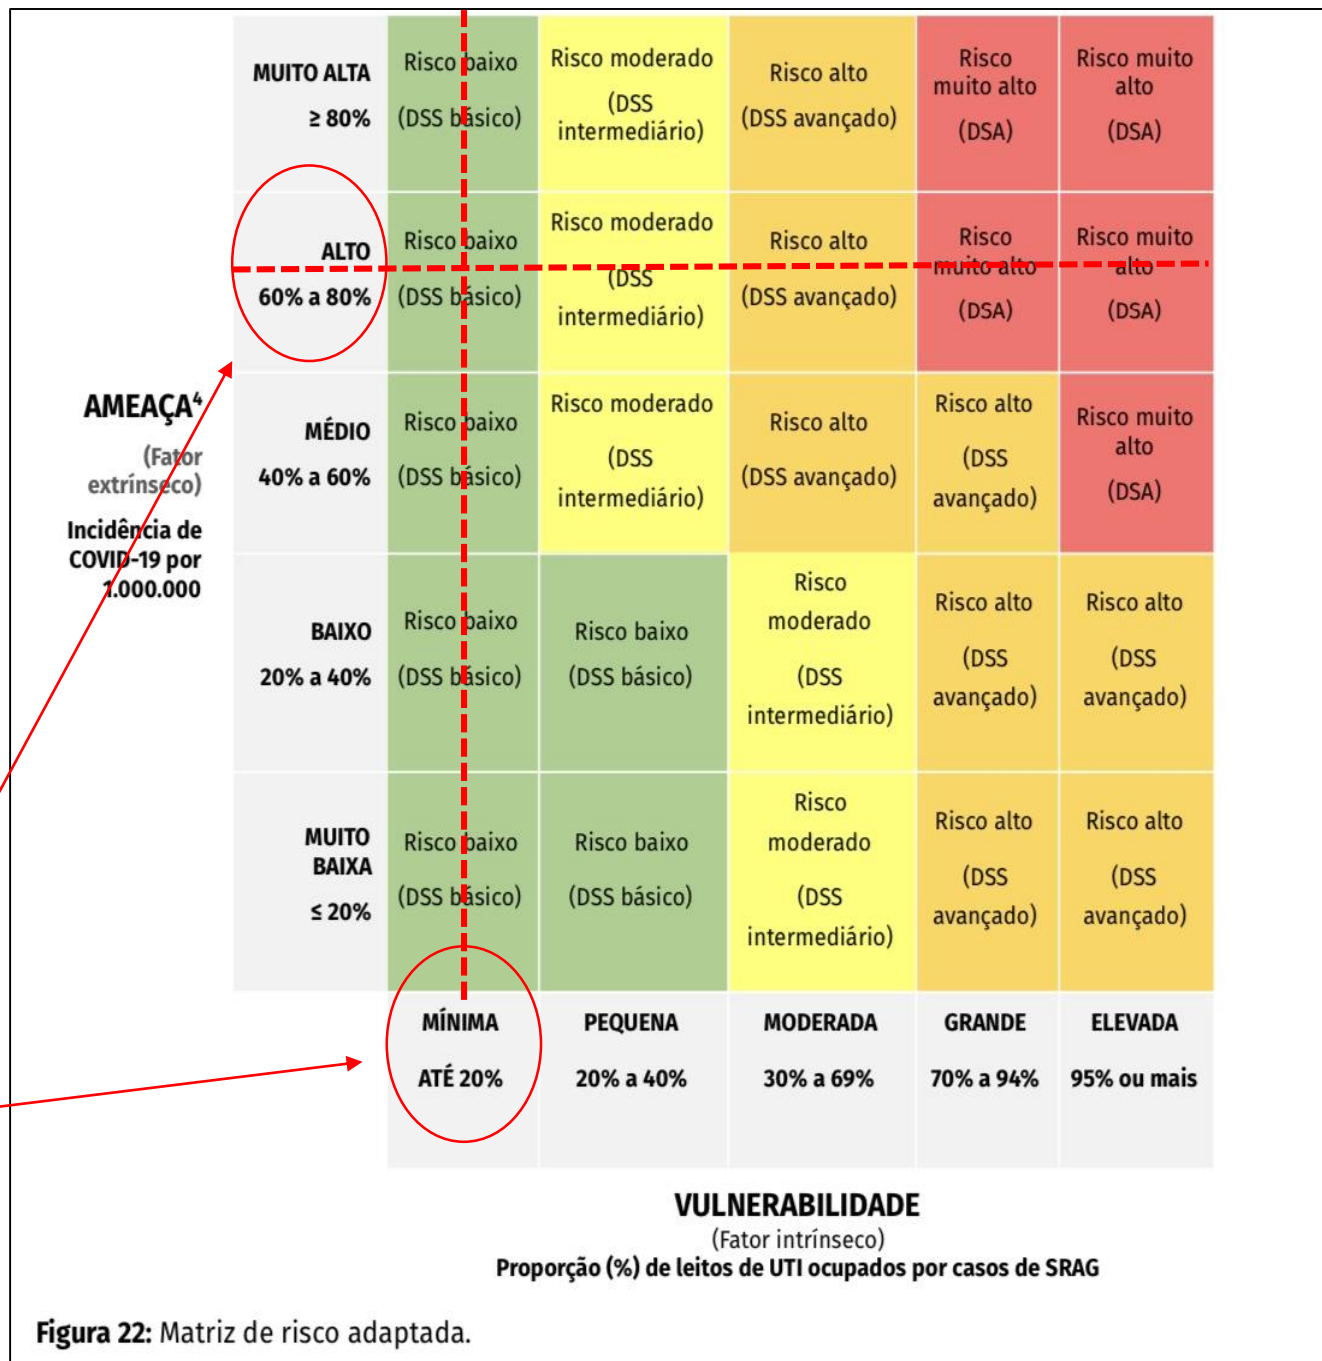 MUITO ALTA
≥ 80%
Risco baixo
(DSS básico)
Risco moderado
(DSS
intermediário)
Risco alto
(DSS avançado)
Risco
muito alto
(DSA)
Risco muito
alto
(DSA)
ALTO
60% a 80%
Risco baixo
(DSS básico)
Risco moderado
(DSS
intermediário)
Risco alto
(DSS avançado)
Risco
muito alto
(DSA)
Risco muito
alto
(DSA)
AMEAÇA⁴
(Fator
extrínseco)
Incidência de
COVID-19 por
1.000.000
MÉDIO
40% a 60%
Risco baixo
(DSS básico)
Risco moderado
(DSS
intermediário)
Risco alto
(DSS avançado)
Risco alto
(DSS
avançado)
Risco muito
alto
(DSA)
BAIXO
20% a 40%
Risco baixo
(DSS básico)
Risco baixo
(DSS básico)
Risco
moderado
(DSS
intermediário)
Risco alto
(DSS
avançado)
Risco alto
(DSS
avançado)
MUITO
BAIXA
≤ 20%
Risco baixo
(DSS básico)
Risco baixo
(DSS básico)
Risco
moderado
(DSS
intermediário)
Risco alto
(DSS
avançado)
Risco alto
(DSS
avançado)
MÍNIMA
ATÉ 20%
PEQUENA
20% a 40%
MODERADA
30% a 69%
GRANDE
70% a 94%
ELEVADA
95% ou mais
VULNERABILIDADE
(Fator intrínseco)
Proporção (%) de leitos de UTI ocupados por casos de SRAG
Figura 22: Matriz de risco adaptada.